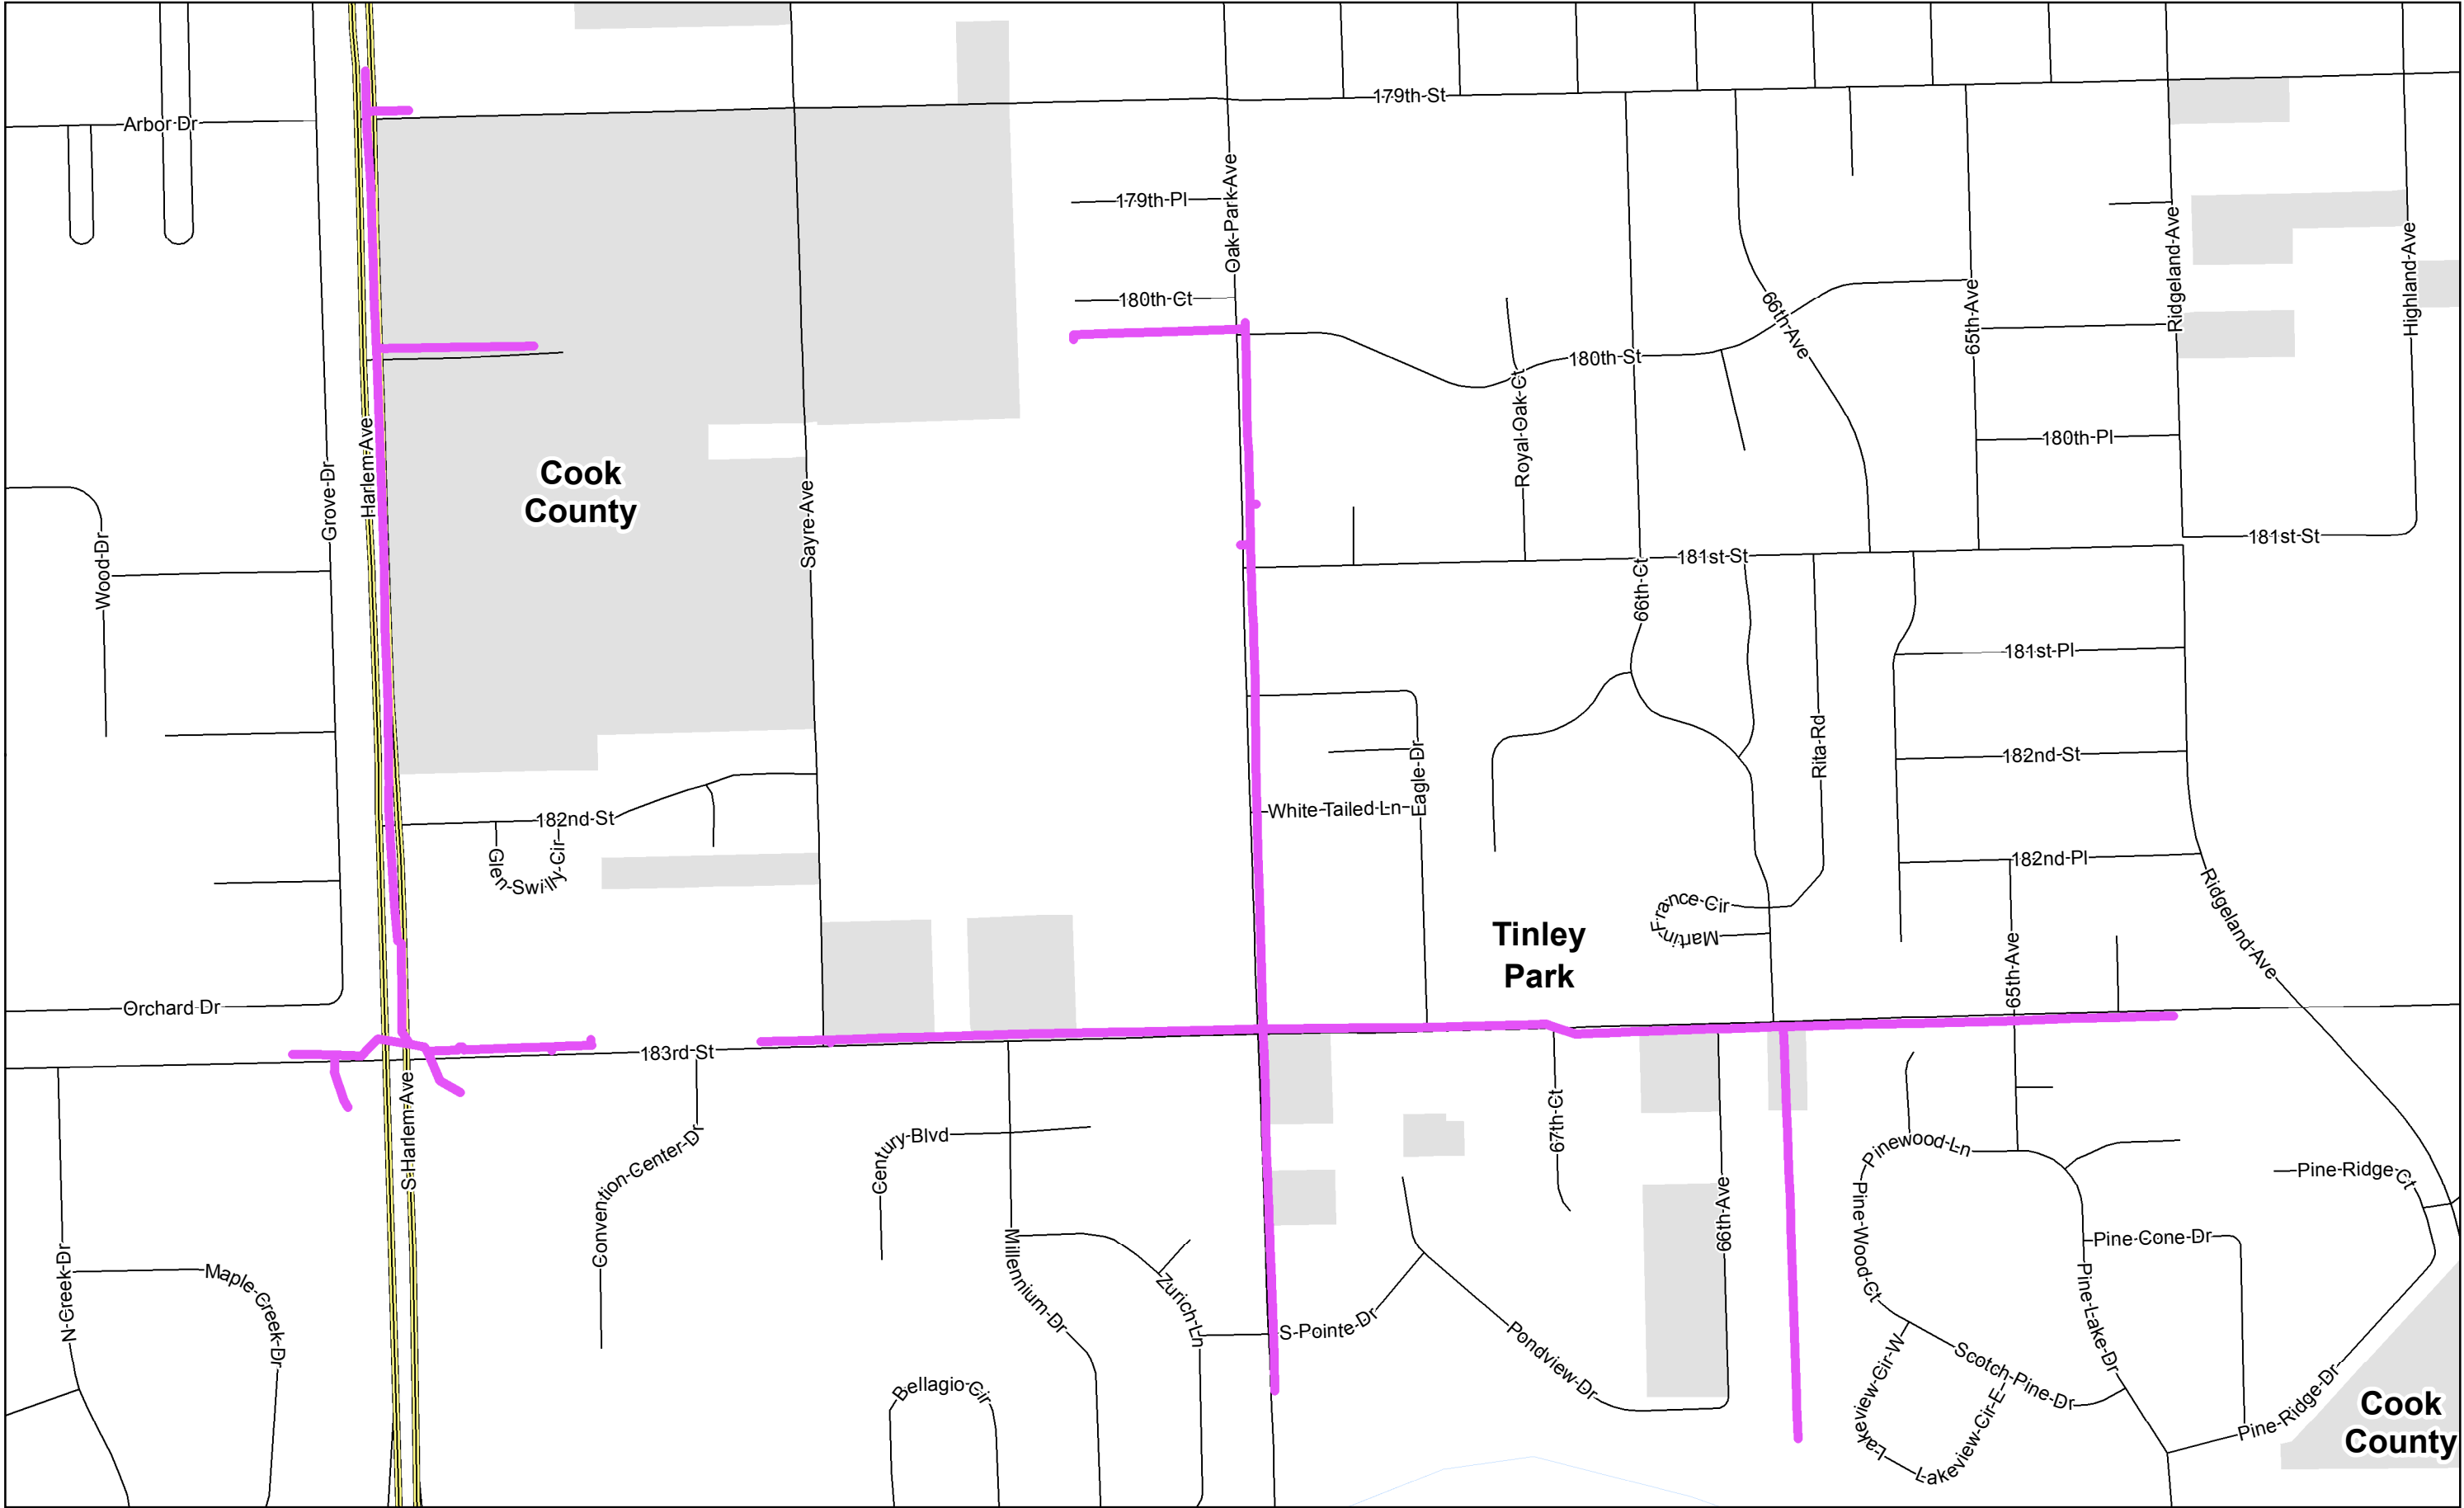 179th St
Arbor Dr
179th Pl
Oak Park Ave
180th Ct
66th Ave
65th Ave
Ridgeland Ave
Highland Ave
180th St
Royal Oak Ct
180th Pl
Harlem Ave
Grove Dr
Cook
County
Sayre Ave
Wood Dr
181st St
181st St
66th Ct
181st Pl
Rita Rd
182nd St
Eagle Dr
White Tailed Ln
182nd St
Glen Swilly Cir
182nd Pl
Ridgeland Ave
Martin France Cir
Tinley
Park
65th Ave
Orchard Dr
183rd St
S Harlem Ave
67th Ct
Convention Center Dr
Century Blvd
Pinewood Ln
Pine Ridge Ct
66th Ave
Pine Wood Ct
Pine Cone Dr
N Creek Dr
Maple Creek Dr
Millennium Dr
Zurich Ln
S Pointe Dr
Pondview Dr
Pine Lake Dr
Lakeview Cir W
Scotch Pine Dr
Bellagio Cir
Lakeview Cir E
Pine Ridge Dr
Cook
County